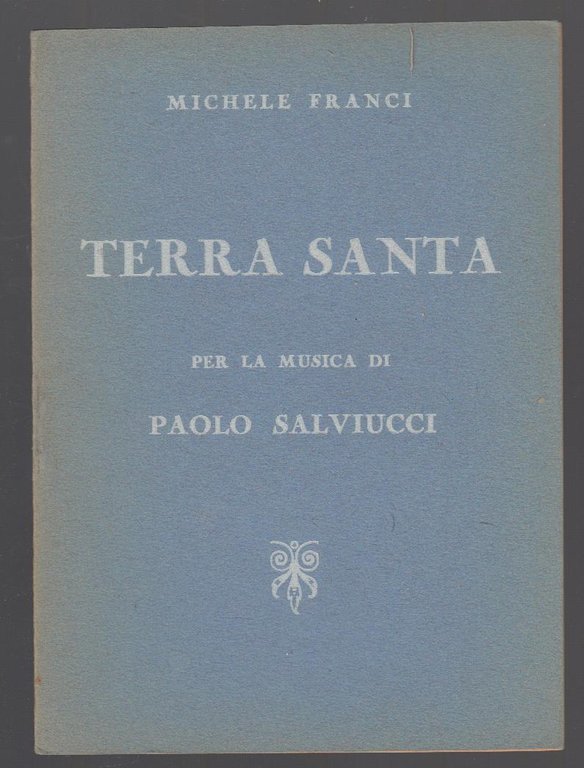 MICHELE FRANCI
TERRA SANTA
PER LA MUSICA DI
PAOLO SALVIUCCI